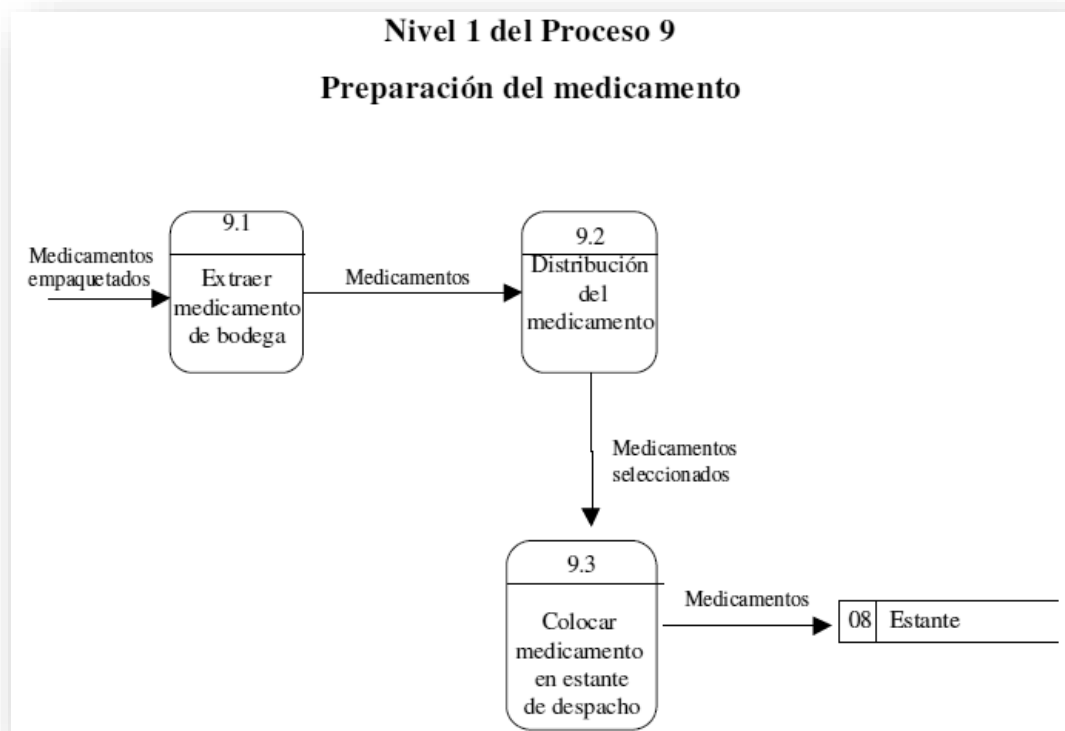 Nivel 1 del Proceso 9
Preparación del medicamento
9.1
Extraer
medicamento
de bodega
Medicamentos
empaquetados
Medicamentos
9.2
Distribución
del
medicamento
Medicamentos
seleccionados
9.3
Colocar
medicamento
en estante
de despacho
Medicamentos
08 Estante